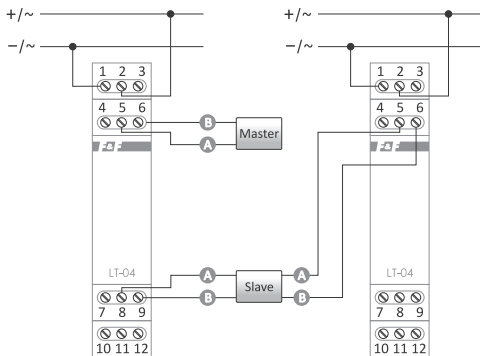 +/~ +/~
−/~ −/~
1 2 3 1 2 3
4 5 6 4 5 6
B Master
A
F&F F&F
LT-04 A Slave A LT-04
B B
7 8 9 7 8 9
10 11 12 10 11 12